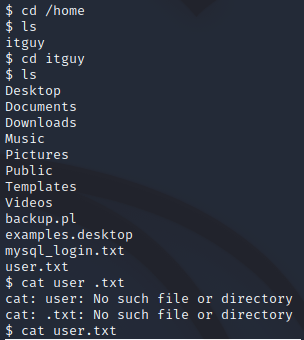 $ cd /home
$ ls
itguy
$ cd itguy
$ ls
Desktop
Documents
Downloads
Music
Pictures
Public
Templates
Videos
backup.pl
examples.desktop
mysql_login.txt
user.txt
$ cat user .txt
cat: user: No such file or directory
cat: .txt: No such file or directory
$ cat user.txt